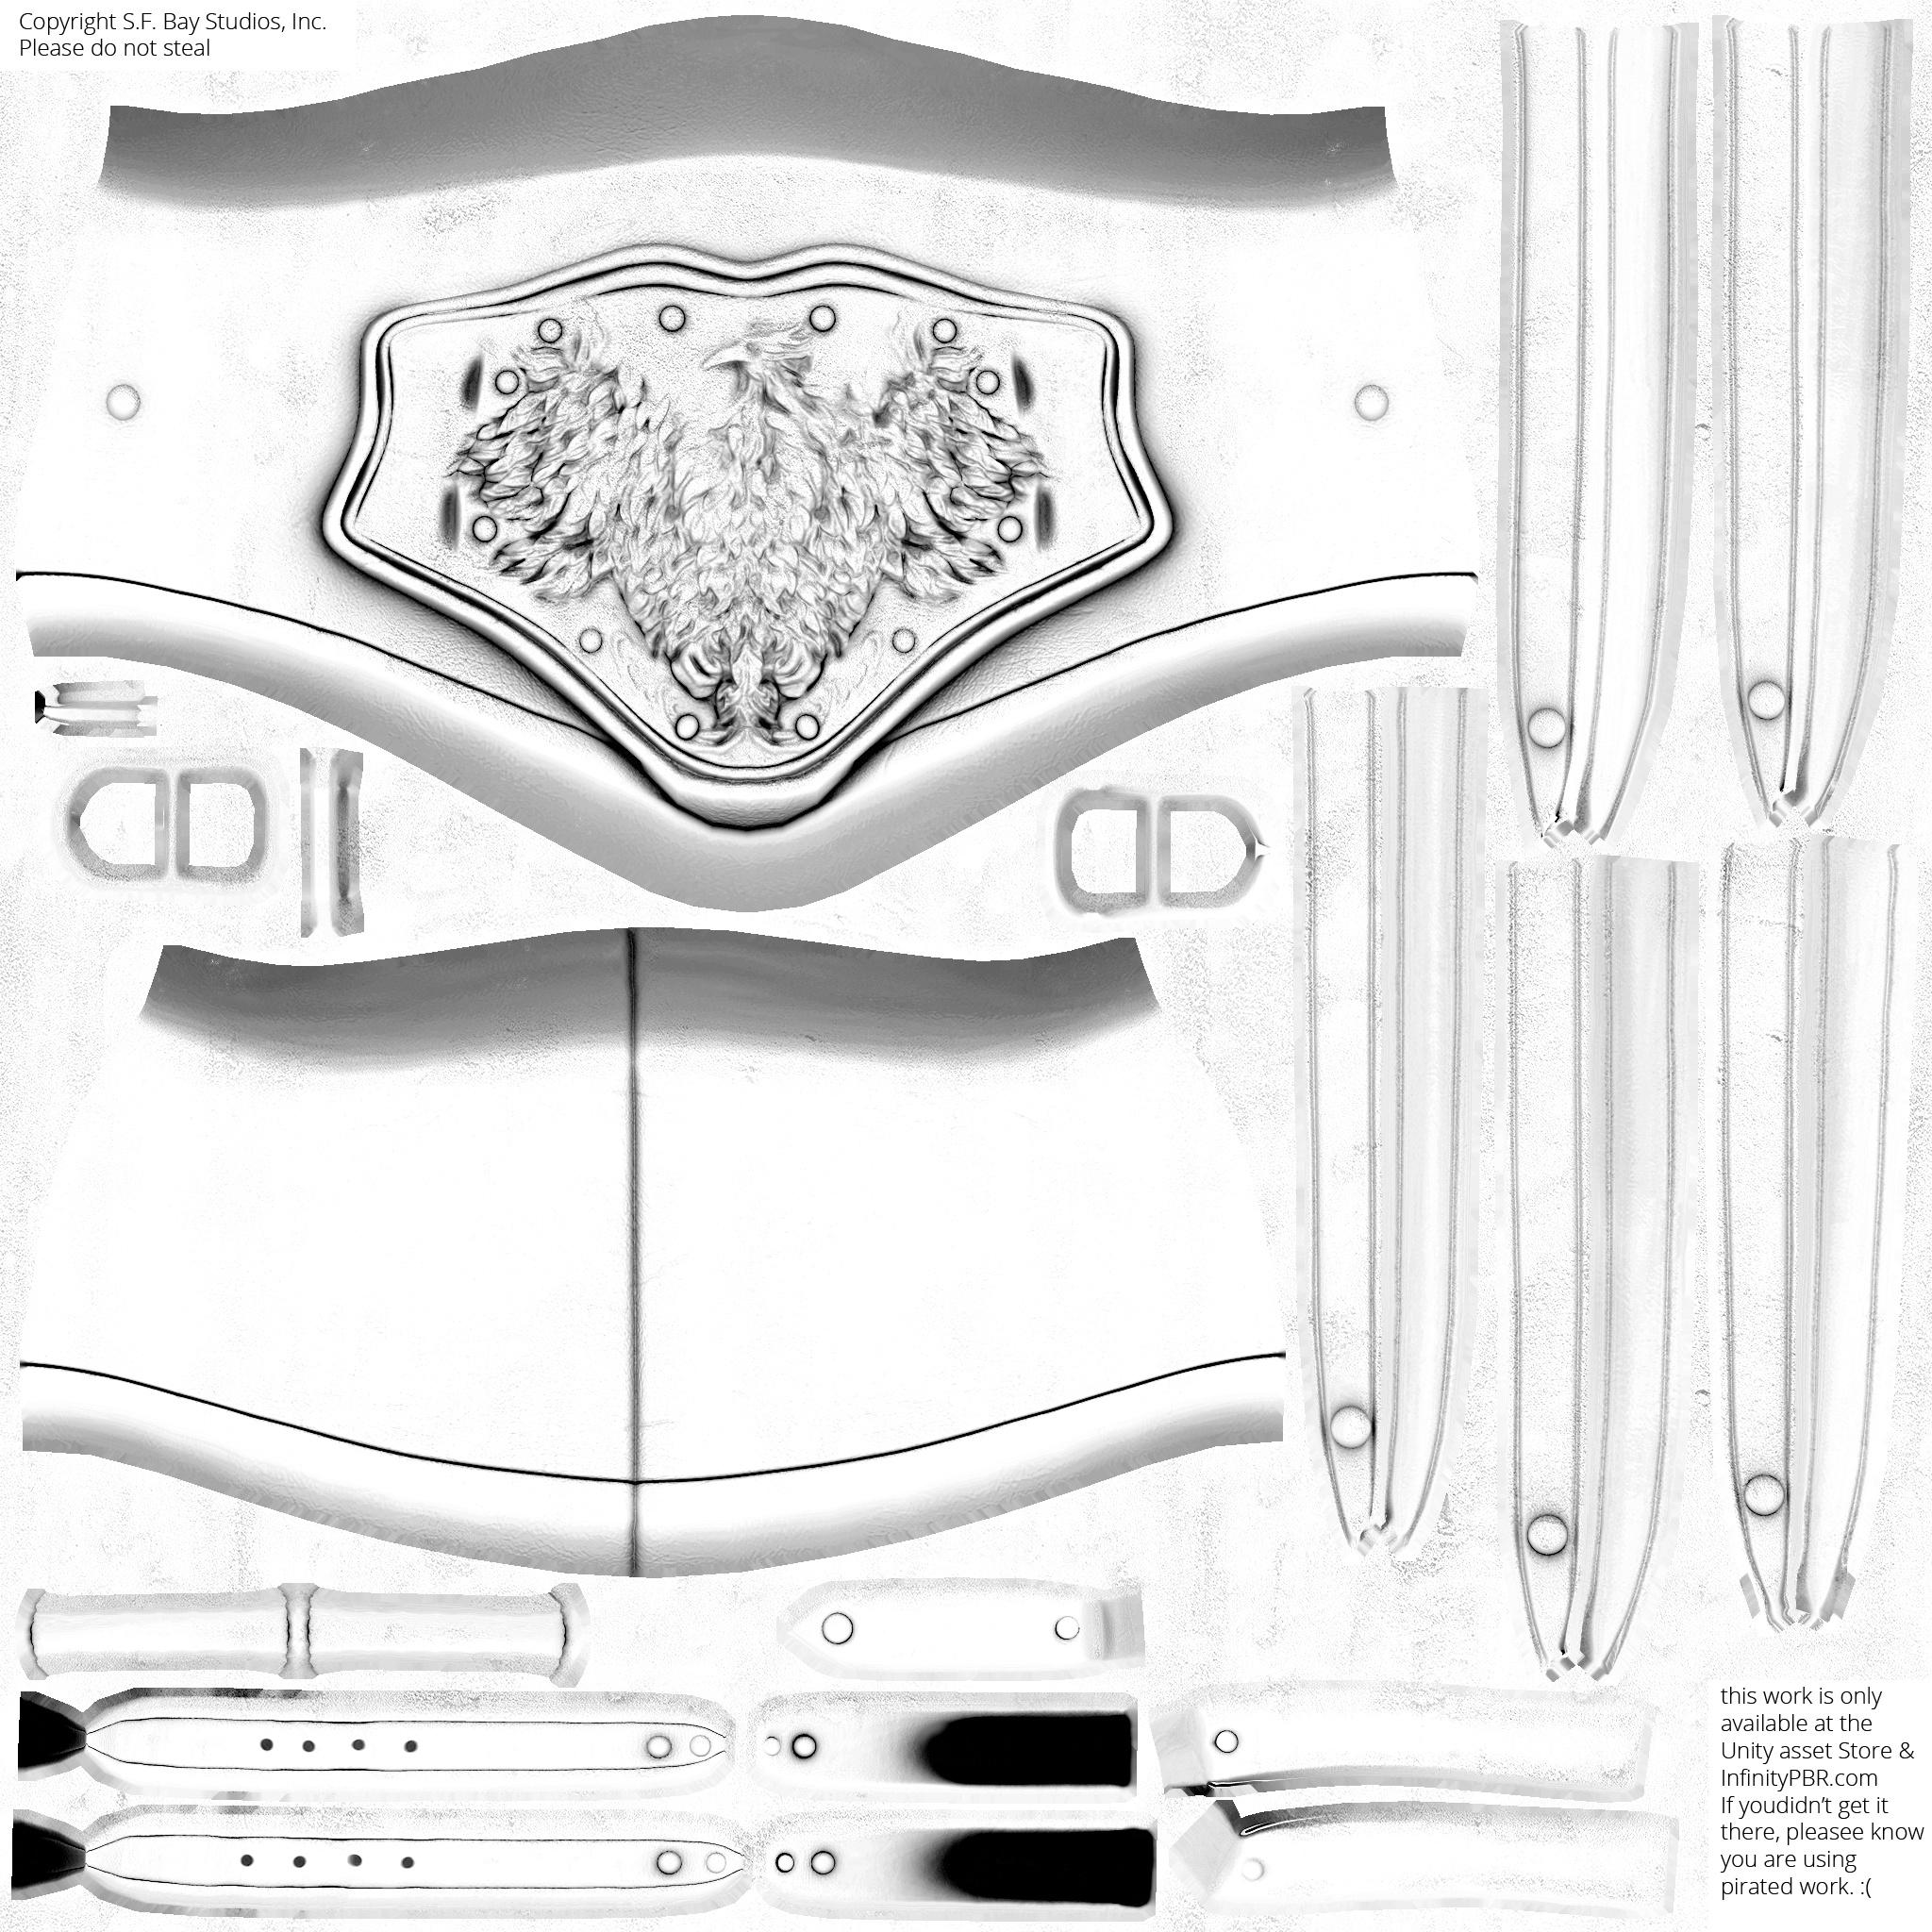 Copyright S.F. Bay Studios, Inc.
Please do not steal
this work is only
available at the
Unity asset Store &
InfinityPBR.com
If youdidn’t get it
there, pleasee know
you are using
pirated work. :(